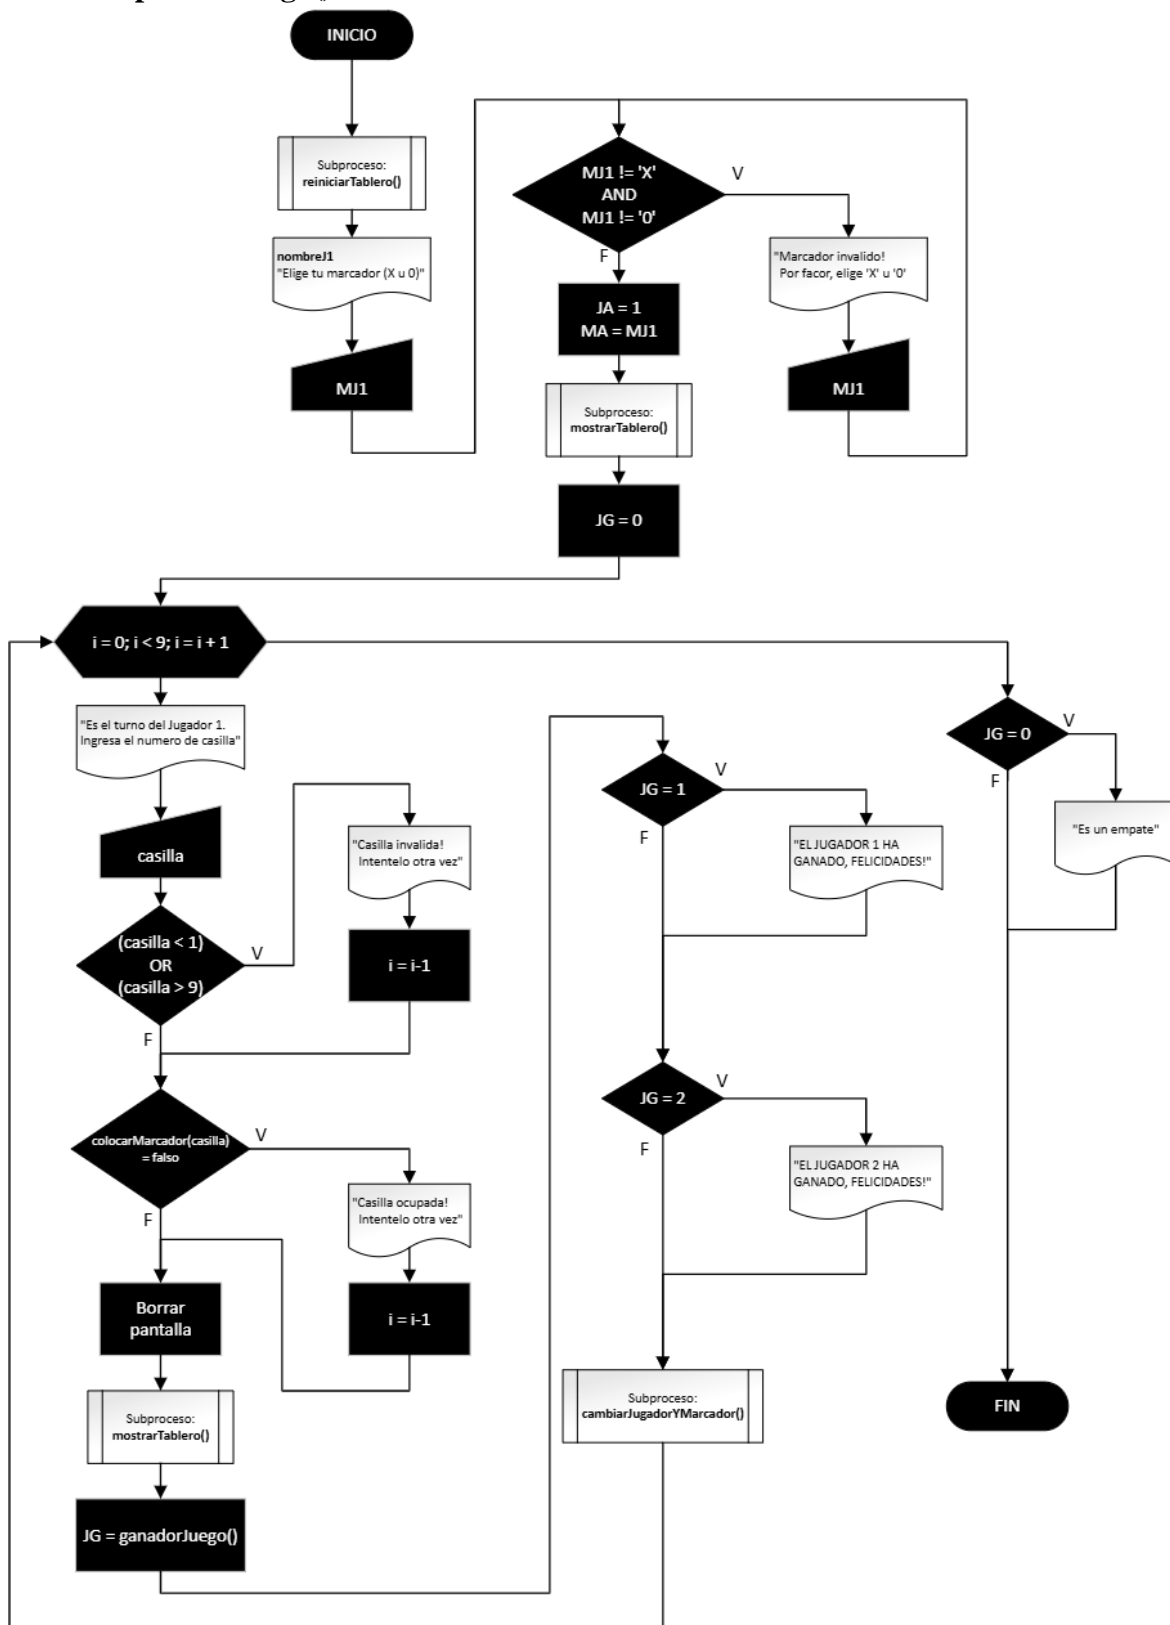 INICIO
Subproceso:
reiniciarTablero()
nombreJ1
"Elige tu marcador (X u 0)"
MJ1
MJ1 != 'X'
AND
MJ1 != '0'
V
F
"Marcador invalido!
Por facor, elige 'X' u '0'
MJ1
JA = 1
MA = MJ1
Subproceso:
mostrarTablero()
JG = 0
i = 0; i < 9; i = i + 1
"Es el turno del Jugador 1.
Ingresa el numero de casilla"
casilla
(casilla < 1)
OR
(casilla > 9)
V
F
"Casilla invalida!
Intentelo otra vez"
i = i-1
colocarMarcador(casilla)
= falso
V
F
"Casilla ocupada!
Intentelo otra vez"
i = i-1
Borrar
pantalla
Subproceso:
mostrarTablero()
JG = ganadorJuego()
JG = 1
V
F
"EL JUGADOR 1 HA
GANADO, FELICIDADES!"
JG = 2
V
F
"EL JUGADOR 2 HA
GANADO, FELICIDADES!"
Subproceso:
cambiarJugadorYMarcador()
JG = 0
V
F
"Es un empate"
FIN